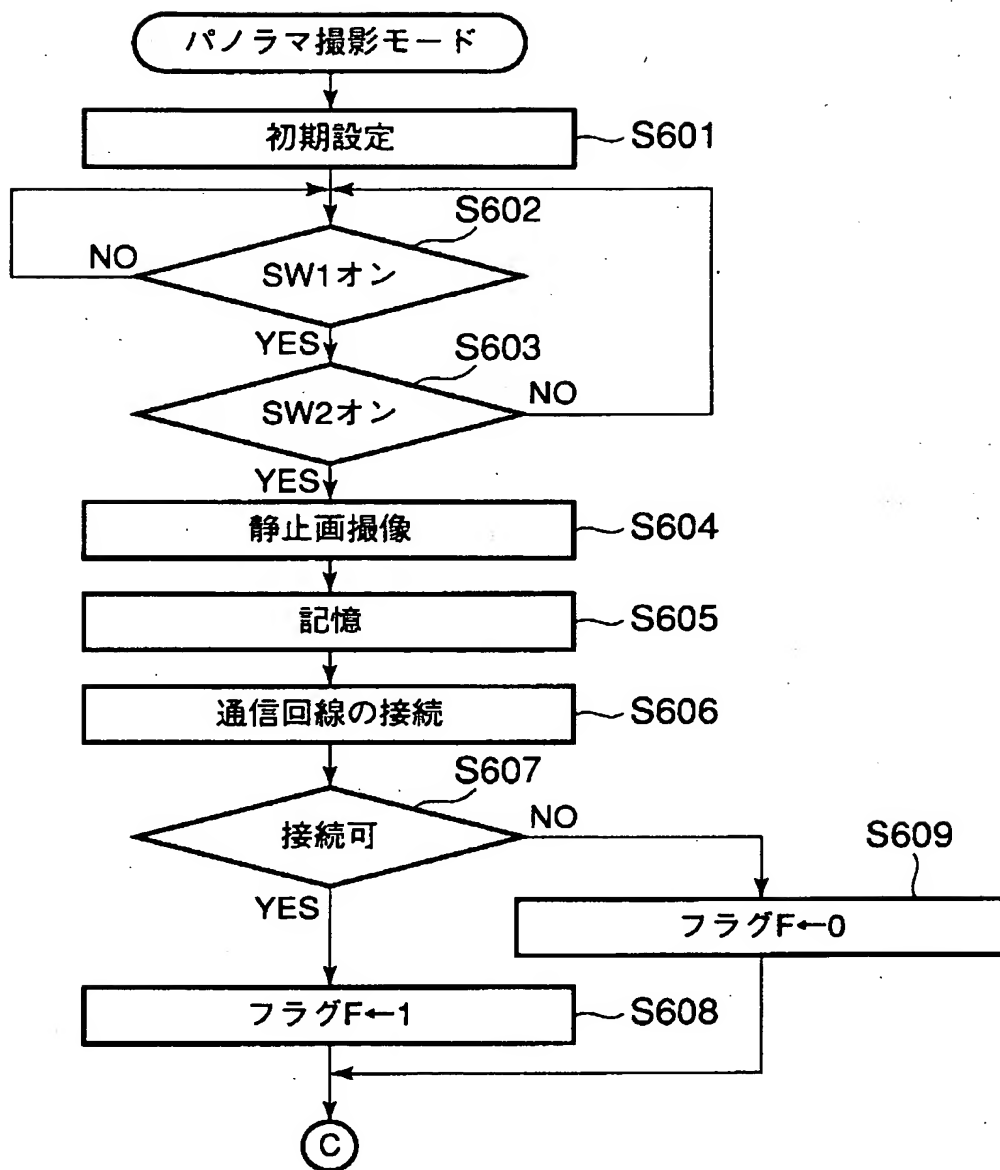 パノラマ撮影モード
初期設定
S601
S602
NO
SW1オン
YES
S603
SW2オン
NO
YES
静止画撮像
S604
記憶
S605
通信回線の接続
S606
S607
接続可
NO
S609
YES
フラグF←0
フラグF←1
S608
C